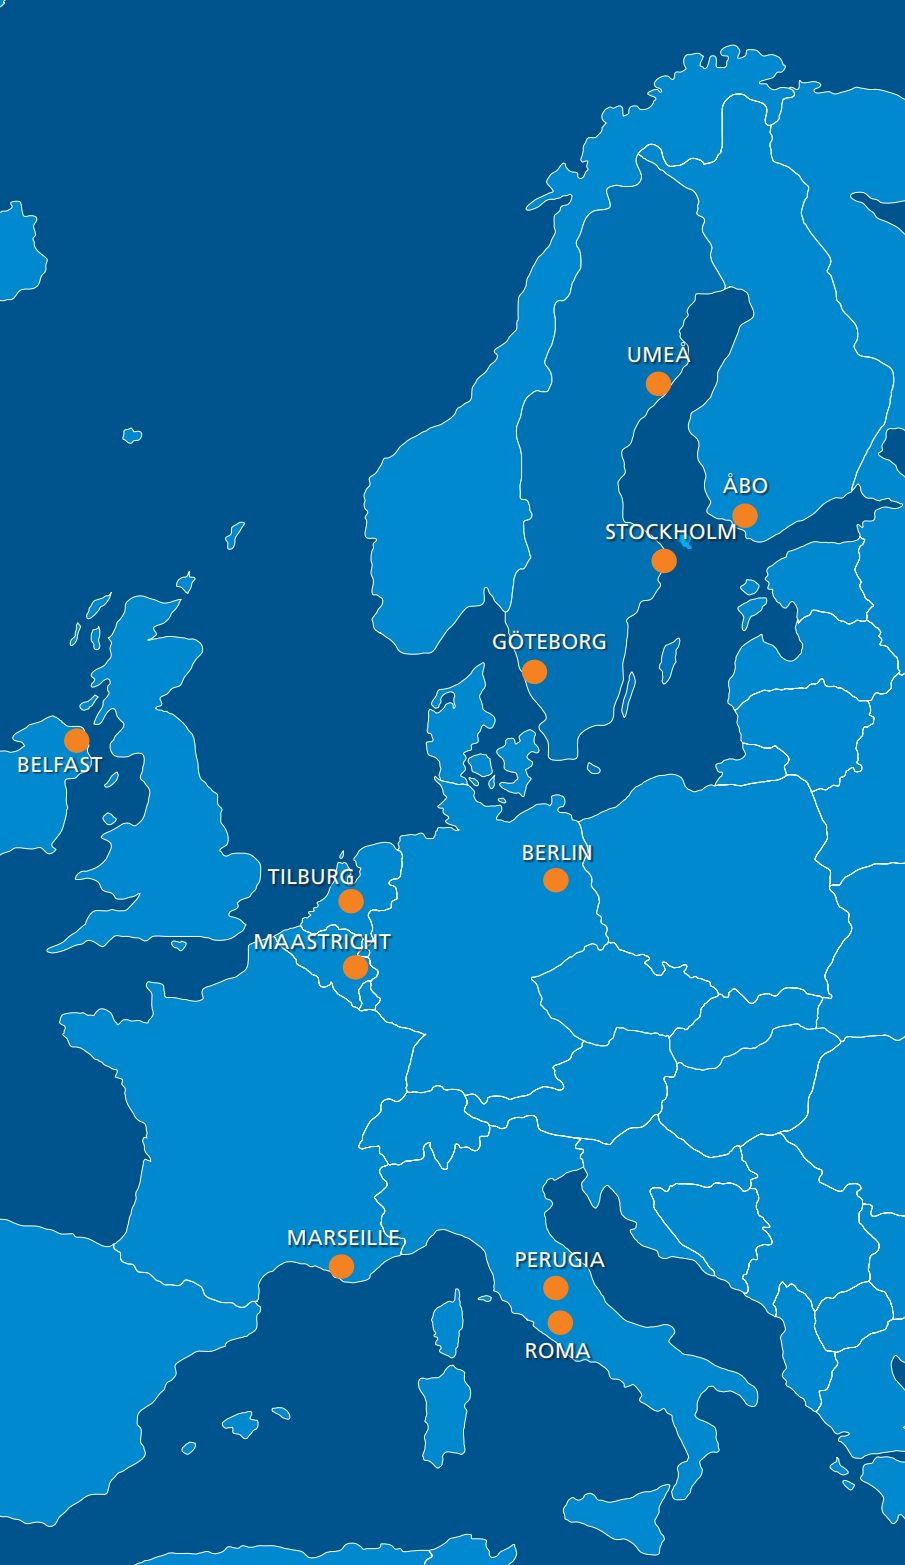 UMEÅ
ÅBO
STOCKHOLM
GÖTEBORG
BELFAST
BERLIN
TILBURG
MAASTRICHT
MARSEILLE
PERUGIA
ROMA